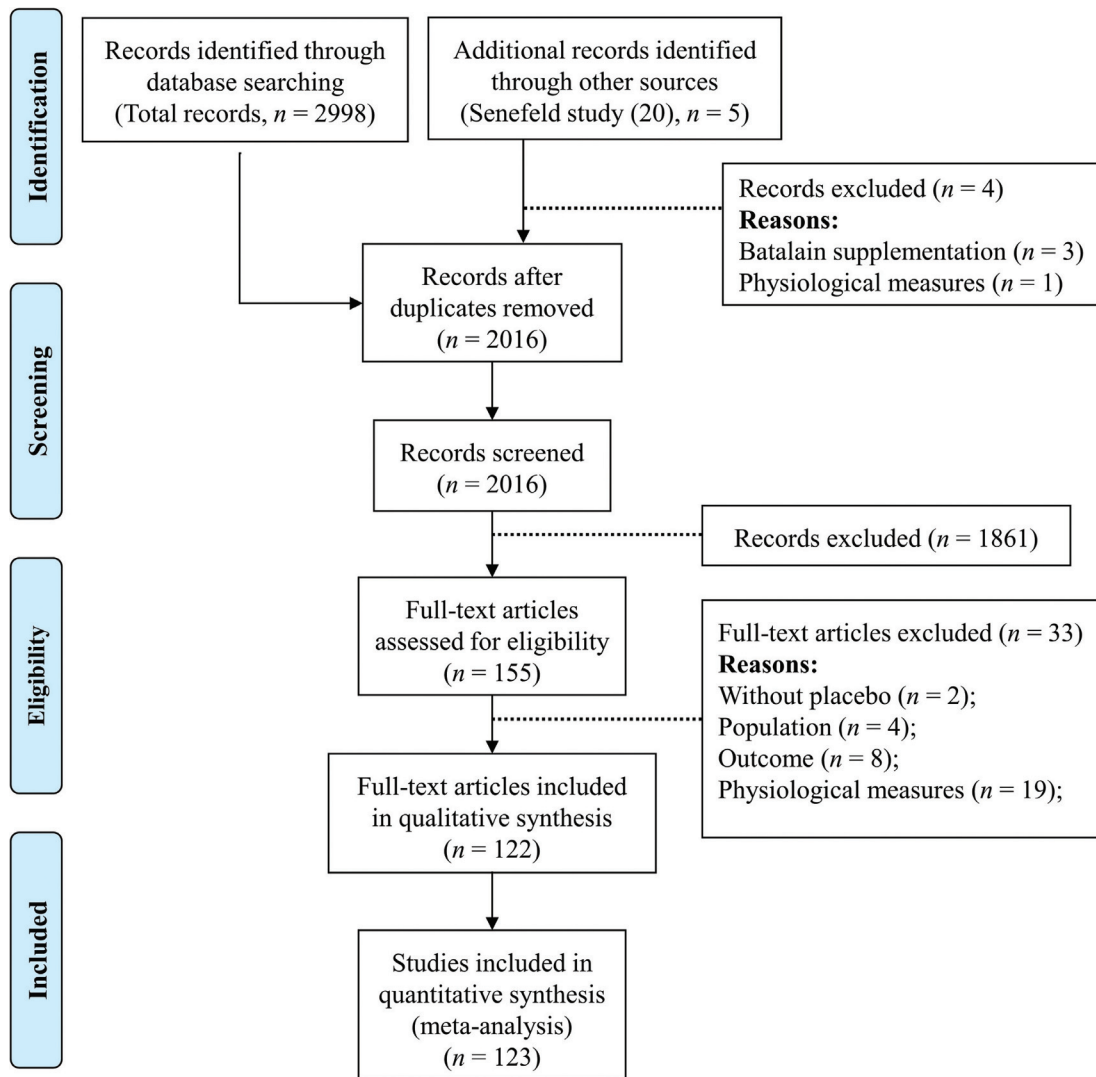 Identification
Records identified through
database searching
(Total records, n = 2998)
Additional records identified
through other sources
(Senefeld study (20), n = 5)
Records excluded (n = 4)
Reasons:
Batalain supplementation (n = 3)
Physiological measures (n = 1)
Screening
Records after
duplicates removed
(n = 2016)
Records screened
(n = 2016)
Records excluded (n = 1861)
Eligibility
Full-text articles
assessed for eligibility
(n = 155)
Full-text articles excluded (n = 33)
Reasons:
Without placebo (n = 2);
Population (n = 4);
Outcome (n = 8);
Physiological measures (n = 19);
Full-text articles included
in qualitative synthesis
(n = 122)
Included
Studies included in
quantitative synthesis
(meta-analysis)
(n = 123)